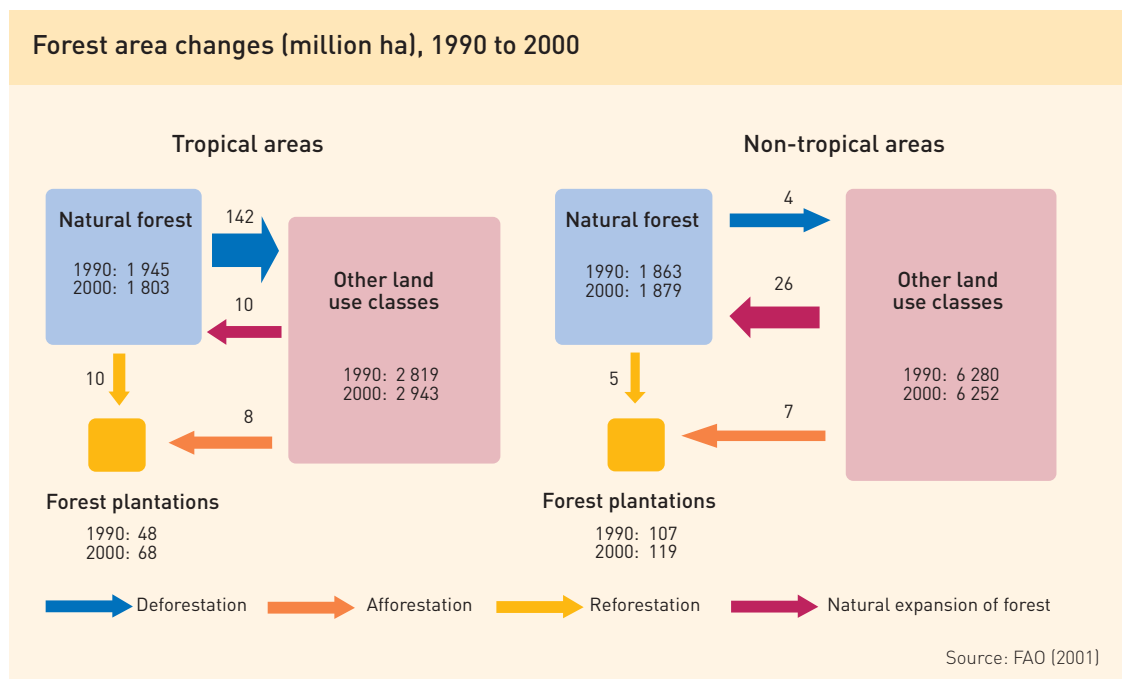 Forest area changes (million ha), 1990 to 2000
Tropical areas
Natural forest
1990: 1 945
2000: 1 803
142
10
Other land
use classes
1990: 2 819
2000: 2 943
10
8
Forest plantations
1990: 48
2000: 68
Non-tropical areas
Natural forest
1990: 1 863
2000: 1 879
4
26
Other land
use classes
1990: 6 280
2000: 6 252
5
7
Forest plantations
1990: 107
2000: 119
Deforestation
Afforestation
Reforestation
Natural expansion of forest
Source: FAO (2001)